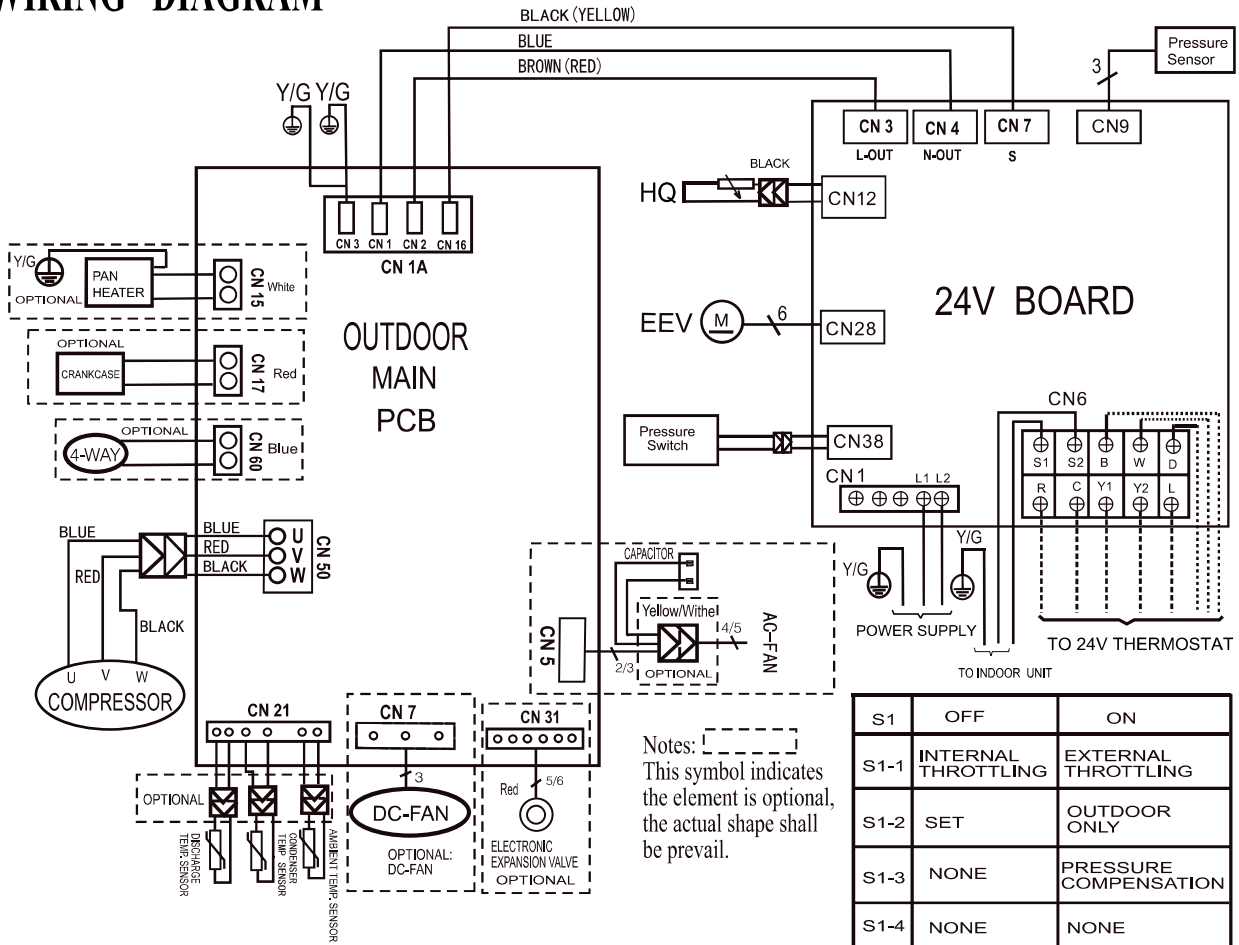 WIRING DIAGRAM
BLACK(YELLOW)
BLUE
BROWN(RED)
Pressure
Sensor
3
Y/G Y/G
CN 3 CN 4 CN 7 CN9
L-OUT N-OUT S
BLACK
HQ
CN12
CN 3 CN 1 CN 2 CN 16
CN 1A
Y/G
PAN
HEATER
OPTIONAL
CN 15
White
24V BOARD
OUTDOOR
MAIN
PCB
EEV
M
6
CN28
OPTIONAL
CRANKCASE
CN 17
Red
OPTIONAL
4-WAY
CN 60
Blue
Pressure
Switch
CN38
CN6
S1 S2 B W D
R C Y1 Y2 L
CN1 L1 L2
BLUE
RED
BLACK
BLUE
RED
BLACK
U
V
W
CN 50
U V W
COMPRESSOR
CAPACITOR
Yellow/Withe
4/5
2/3
OPTIONAL
CN 5
AC-FAN
Y/G
Y/G
POWER SUPPLY
TO INDOOR UNIT
TO 24V THERMOSTAT
CN 21
OPTIONAL
DISCHARGE
TEMP. SENSOR
CONDENSER
TEMP. SENSOR
AMBIENT TEMP. SENSOR
CN 7
3
DC-FAN
OPTIONAL:
DC-FAN
CN 31
Red
5/6
ELECTRONIC
EXPANSION VALVE
OPTIONAL
Notes:
This symbol indicates
the element is optional,
the actual shape shall
be prevail.
S1 OFF ON
S1-1 INTERNAL THROTTLING EXTERNAL THROTTLING
S1-2 SET OUTDOOR ONLY
S1-3 NONE PRESSURE COMPENSATION
S1-4 NONE NONE